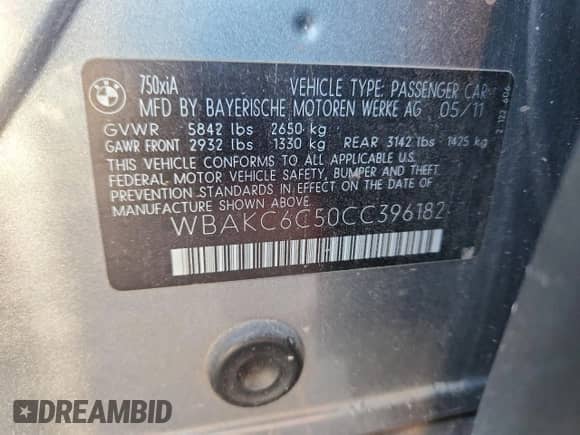 BMW
750xiA VEHICLE TYPE: PASSENGER CAR
MFD BY BAYERISCHE MOTOREN WERKE AG 05/11
GVWR 5842 lbs 2650 kg
GAWR FRONT 2932 lbs 1330 kg REAR 3142 lbs 1425 kg
THIS VEHICLE CONFORMS TO ALL APPLICABLE U.S.
FEDERAL MOTOR VEHICLE SAFETY, BUMPER AND THEFT
PREVENTION STANDARDS IN EFFECT ON THE DATE OF
MANUFACTURE SHOWN ABOVE.
WBAKC6C50CC396182
DREAMBID